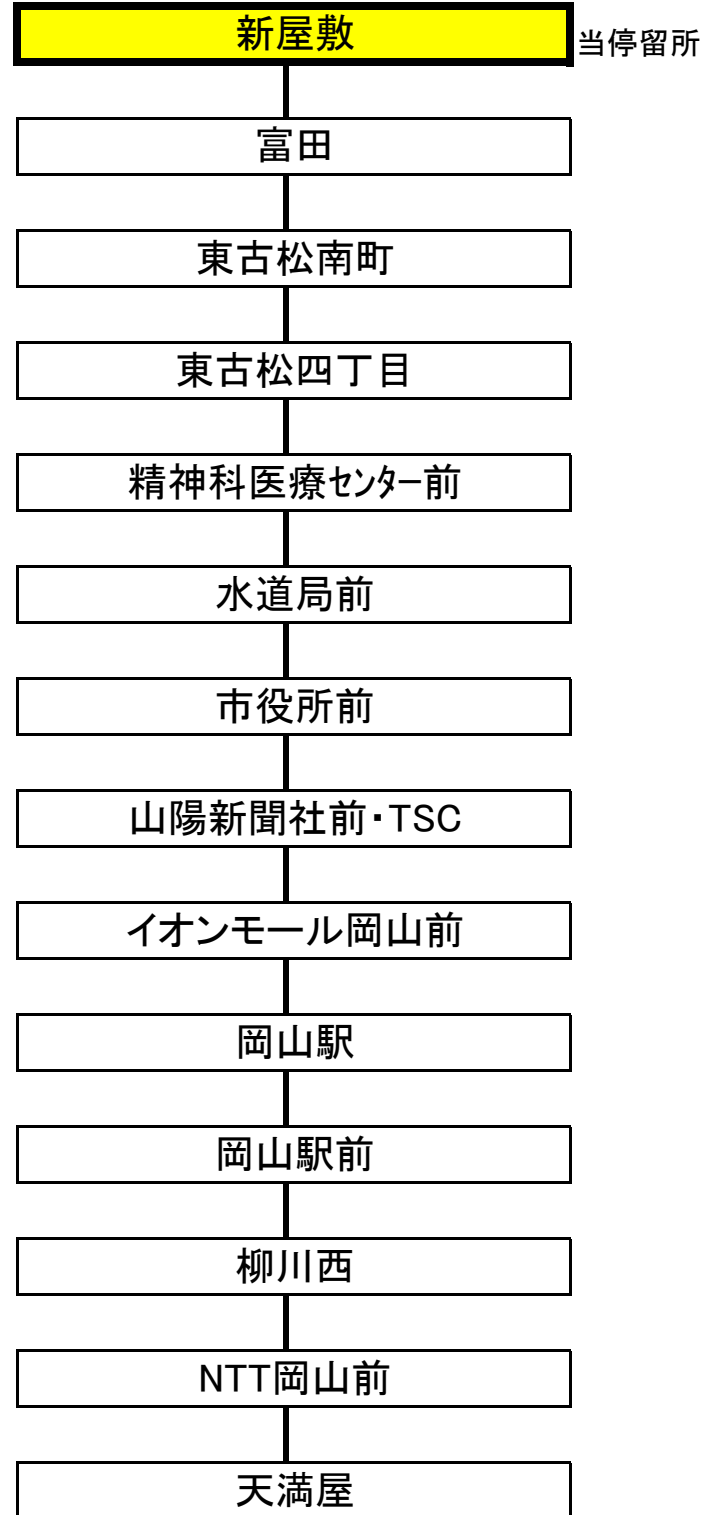 新屋敷
当停留所
富田
東古松南町
東古松四丁目
精神科医療ｾﾝﾀｰ前
水道局前
市役所前
山陽新聞社前･TSC
イオンモール岡山前
岡山駅
岡山駅前
柳川西
NTT岡山前
天満屋